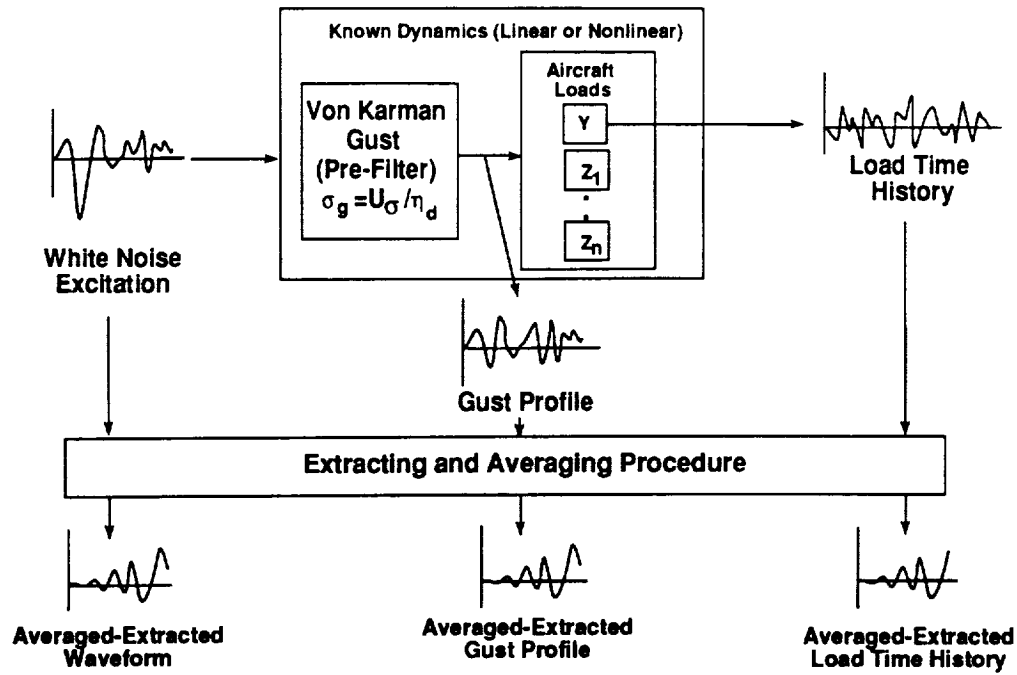 Known Dynamics (Linear or Nonlinear)
Aircraft
Loads
Von Karman
Gust
(Pre-Filter)
σg =Uσ /ηd
Y
Z1
Zn
White Noise
Excitation
Load Time
History
Gust Profile
Extracting and Averaging Procedure
Averaged-Extracted
Waveform
Averaged-Extracted
Gust Profile
Averaged-Extracted
Load Time History